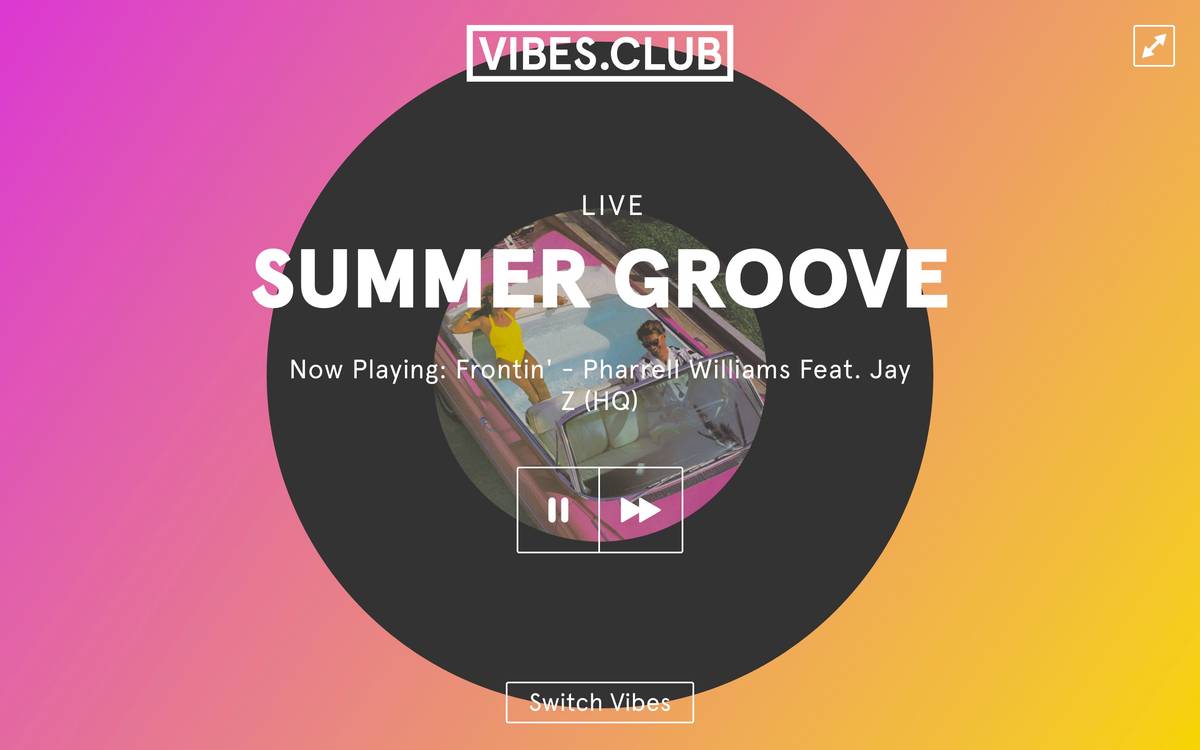 VIBES.CLUB
LIVE
SUMMER GROOVE
Now Playing: Frontin' - Pharrell Williams Feat. Jay
Z (HQ)
Switch Vibes